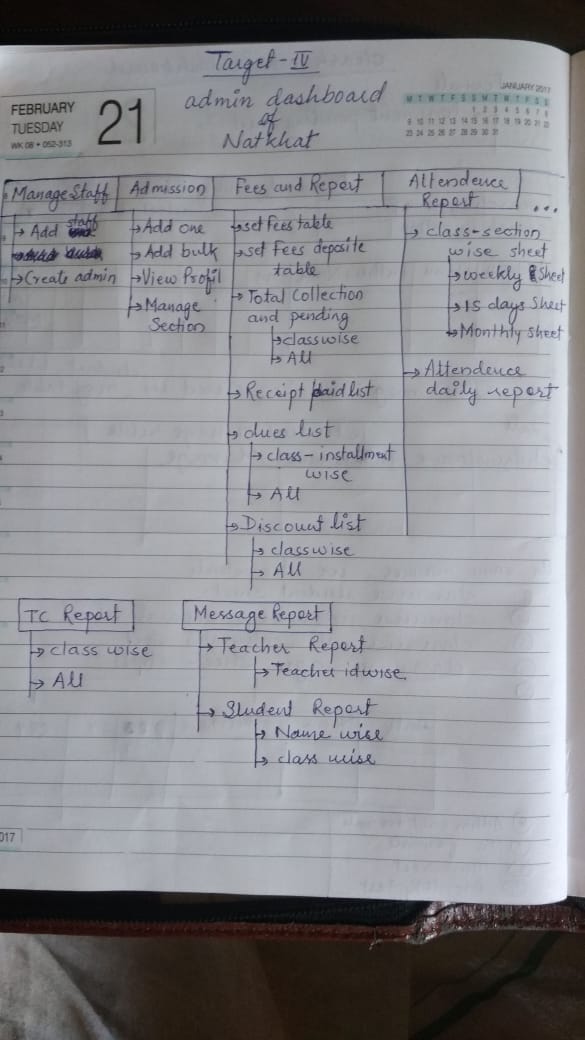 Target-IV
JANUARY 2017
M T W T F S S M T W T F S S
1 2 3 4 5 6 7 8
9 10 11 12 13 14 15 16 17 18 19 20 21 22
23 24 25 26 27 28 29 30 31
FEBRUARY
TUESDAY
WK 08 • 052-313
21
admin dashboard
of
Natkhat
Manage Staff
→ Add staff
→ Create admin
Admission
→ Add one
→ Add bulk
→ View Profil
→ Manage
Section
Fees and Report
→ set Fees table
→ set Fees deposite
table
→ Total Collection
and pending
→ classwise
→ All
→ Receipt paid list
→ dues list
→ class-installment
wise
→ All
→ Discount list
→ classwise
→ All
Attendence
Report
→ class-section
wise sheet
→ weekly sheet
→ 15 days sheet
→ Monthly sheet
→ Attendence
daily report
...
TC Report
→ class wise
→ All
Message Report
→ Teacher Report
→ Teacher idwise.
→ Student Report
→ Name wise
→ class wise
017